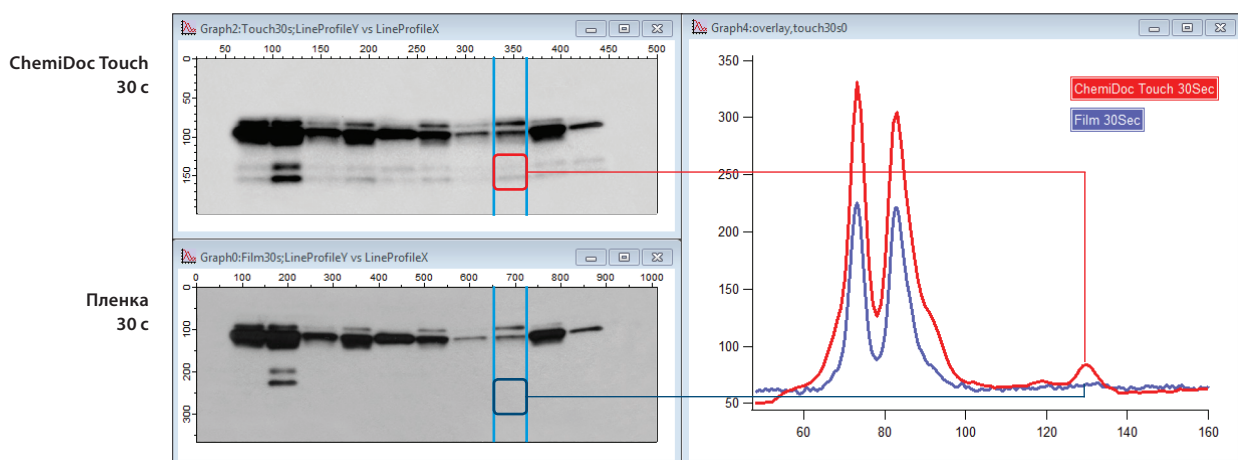 ChemiDoc Touch
30 с
Graph2:Touch30s;LineProfileY vs LineProfileX
50 100 150 200 250 300 350 400 450 500
0
50
100
150
Пленка
30 с
Graph0:Film30s;LineProfileY vs LineProfileX
0 100 200 300 400 500 600 700 800 900 1000
0
100
200
300
Graph4:overlay,touch30s0
350
300
250
200
150
100
50
60 80 100 120 140 160
ChemiDoc Touch 30Sec
Film 30Sec